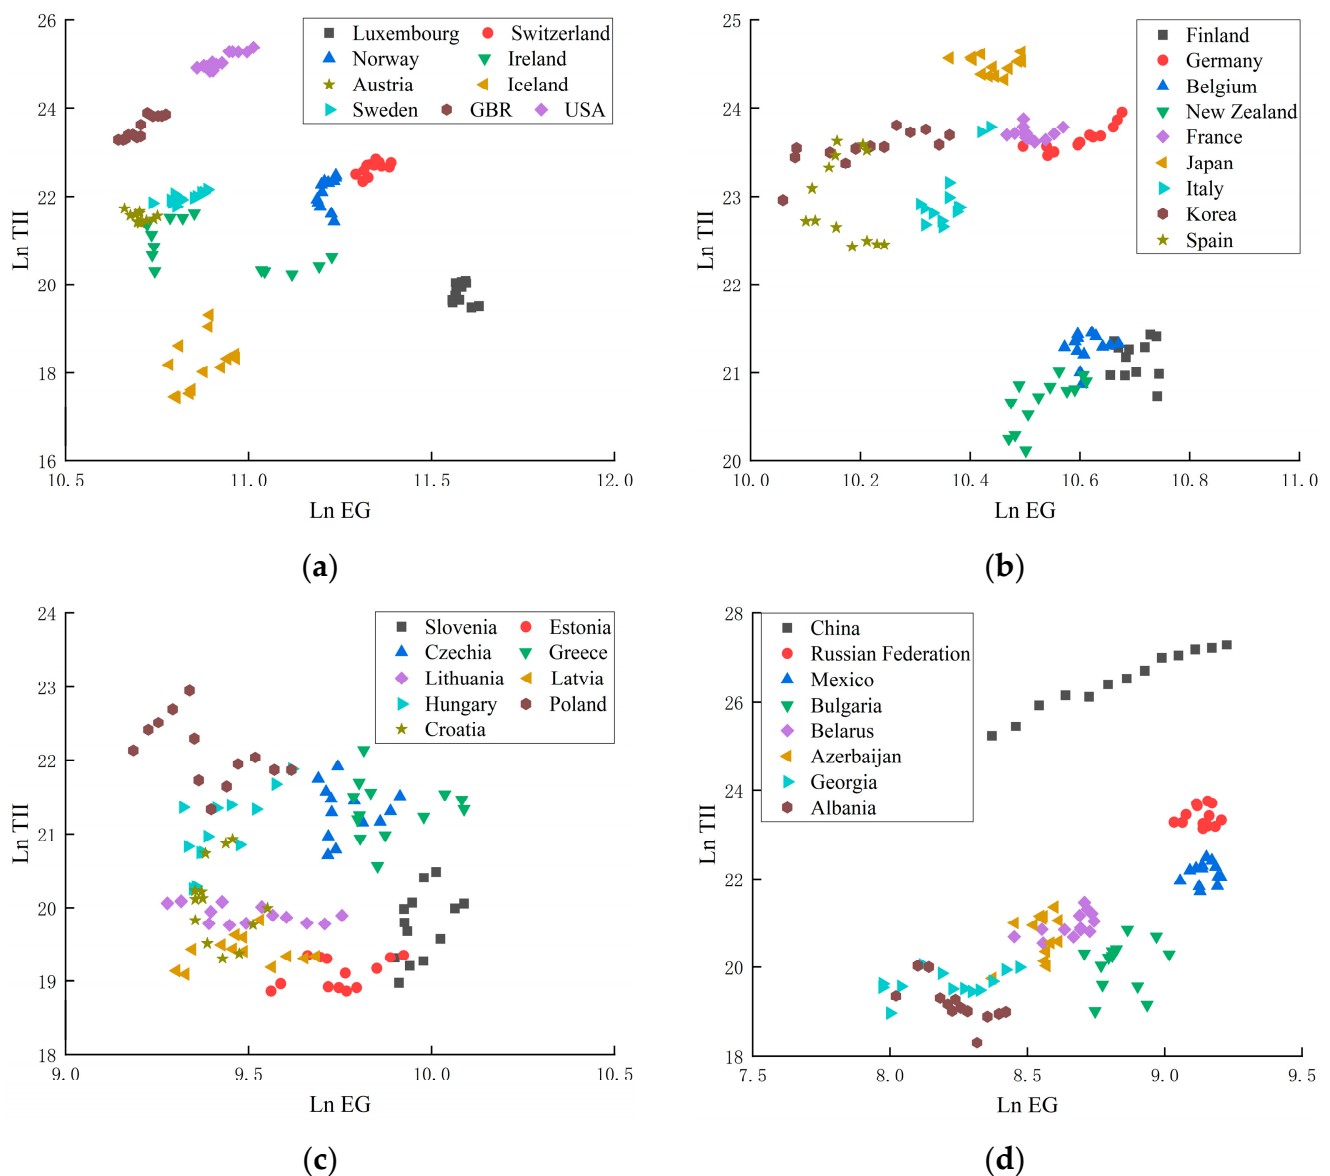 26
24
22
20
18
16
Ln TII
Luxembourg Switzerland
Norway Ireland
Austria Iceland
Sweden GBR USA
10.5 11.0 11.5 12.0
Ln EG
(a)
25
24
23
22
21
20
Ln TII
Finland
Germany
Belgium
New Zealand
France
Japan
Italy
Korea
Spain
10.0 10.2 10.4 10.6 10.8 11.0
Ln EG
(b)
24
23
22
21
20
19
18
Ln TII
Slovenia Estonia
Czechia Greece
Lithuania Latvia
Hungary Poland
Croatia
9.0 9.5 10.0 10.5
Ln EG
(c)
28
26
24
22
20
18
Ln TII
China
Russian Federation
Mexico
Bulgaria
Belarus
Azerbaijan
Georgia
Albania
7.5 8.0 8.5 9.0 9.5
Ln EG
(d)